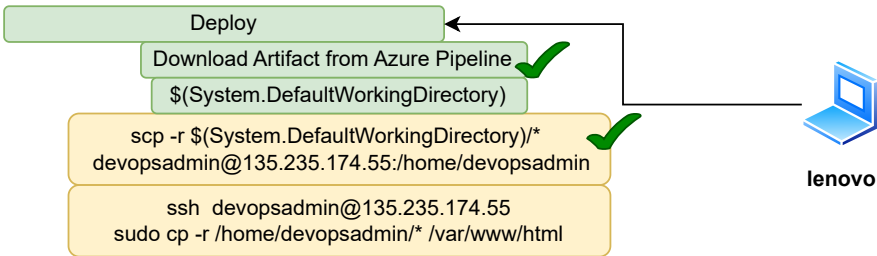 Deploy
Download Artifact from Azure Pipeline
$(System.DefaultWorkingDirectory)
scp -r $(System.DefaultWorkingDirectory)/*
devopsadmin@135.235.174.55:/home/devopsadmin
ssh  devopsadmin@135.235.174.55
sudo cp -r /home/devopsadmin/* /var/www/html
lenovo